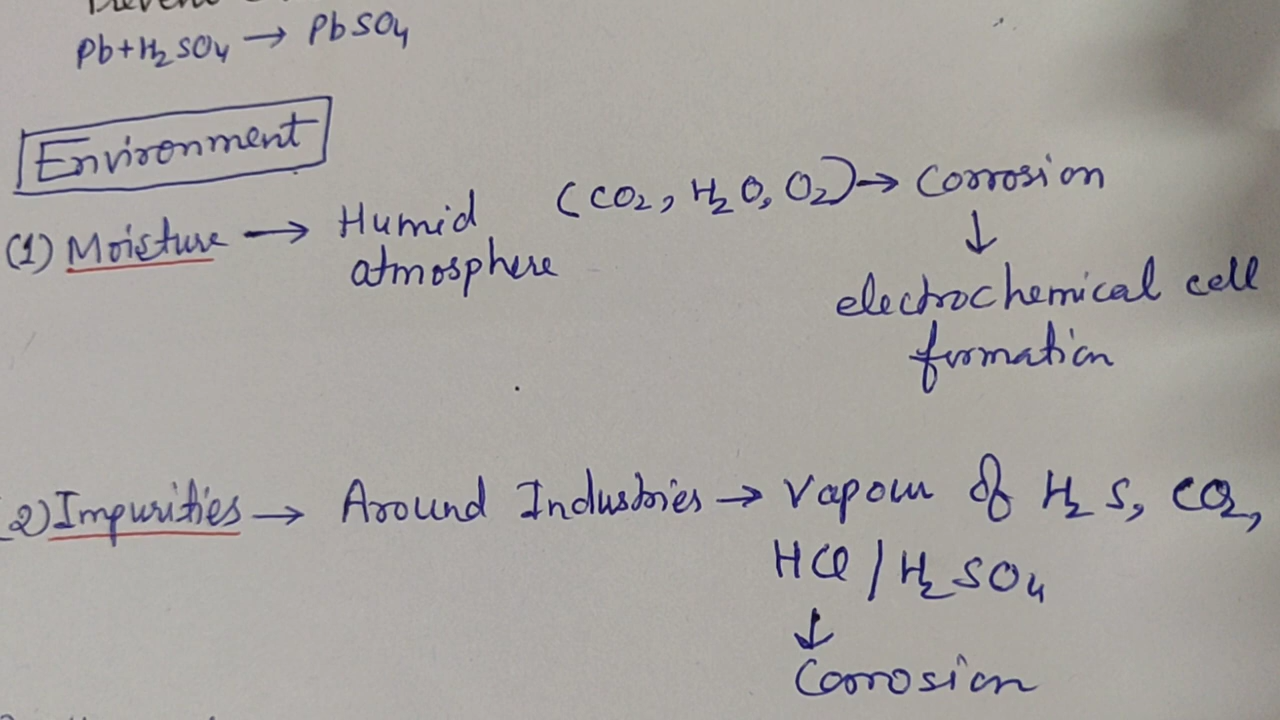 Pb+H₂SO₄ → PbSO₄
Environment
(1) Moisture → Humid atmosphere (CO₂, H₂O, O₂) → Corrosion
↓
electrochemical cell
formation
2) Impurities → Around Industries → Vapour of H₂S, CO₂,
HCl / H₂SO₄
↓
Corrosion